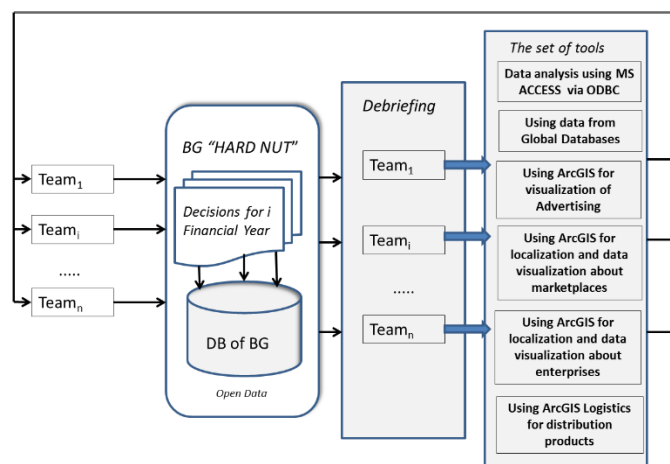 Team1
Teami
.....
Teamn
BG “HARD NUT”
Decisions for i
Financial Year
DB of BG
Open Data
Debriefing
Team1
Teami
.....
Teamn
The set of tools
Data analysis using MS
ACCESS via ODBC
Using data from
Global Databases
Using ArcGIS for
visualization of
Advertising
Using ArcGIS for
localization and data
visualization about
marketplaces
Using ArcGIS for
localization and data
visualization about
enterprises
Using ArcGIS Logistics
for distribution
products